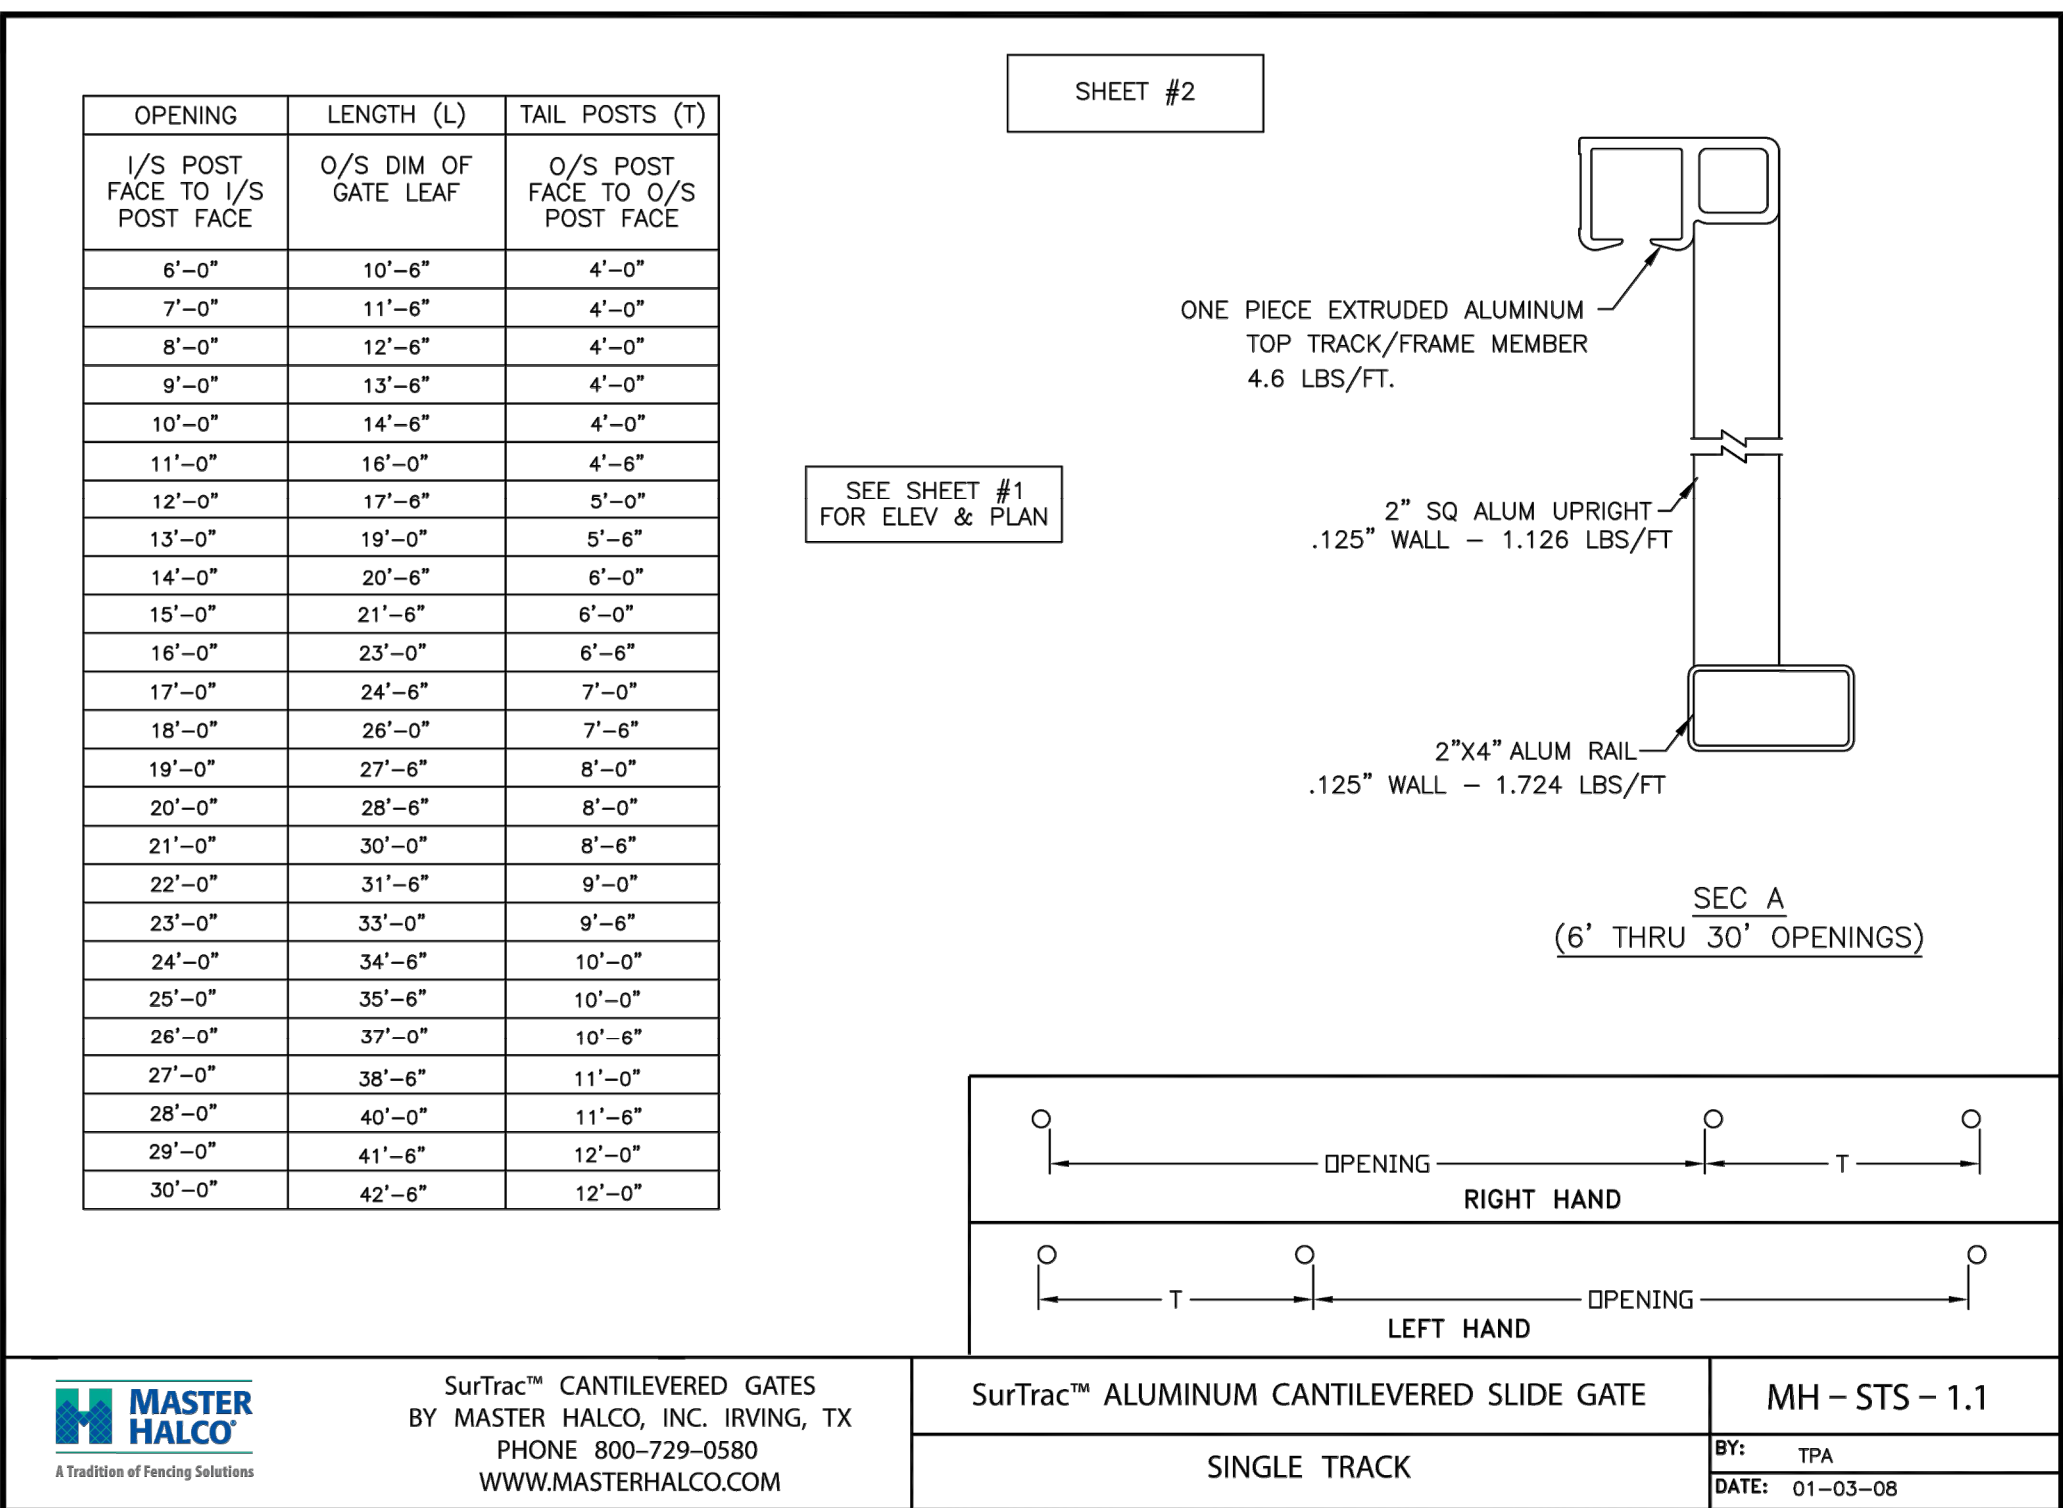 SHEET #2
OPENING LENGTH (L) TAIL POSTS (T)
I/S POST FACE TO I/S POST FACE O/S DIM OF GATE LEAF O/S POST FACE TO O/S POST FACE
6'–0" 10'–6" 4'–0"
7'–0" 11'–6" 4'–0"
8'–0" 12'–6" 4'–0"
9'–0" 13'–6" 4'–0"
10'–0" 14'–6" 4'–0"
11'–0" 16'–0" 4'–6"
12'–0" 17'–6" 5'–0"
13'–0" 19'–0" 5'–6"
14'–0" 20'–6" 6'–0"
15'–0" 21'–6" 6'–0"
16'–0" 23'–0" 6'–6"
17'–0" 24'–6" 7'–0"
18'–0" 26'–0" 7'–6"
19'–0" 27'–6" 8'–0"
20'–0" 28'–6" 8'–0"
21'–0" 30'–0" 8'–6"
22'–0" 31'–6" 9'–0"
23'–0" 33'–0" 9'–6"
24'–0" 34'–6" 10'–0"
25'–0" 35'–6" 10'–0"
26'–0" 37'–0" 10'–6"
27'–0" 38'–6" 11'–0"
28'–0" 40'–0" 11'–6"
29'–0" 41'–6" 12'–0"
30'–0" 42'–6" 12'–0"
SEE SHEET #1
FOR ELEV & PLAN
ONE PIECE EXTRUDED ALUMINUM
TOP TRACK/FRAME MEMBER
4.6 LBS/FT.
2" SQ ALUM UPRIGHT
.125" WALL – 1.126 LBS/FT
2"X4" ALUM RAIL
.125" WALL – 1.724 LBS/FT
SEC A
(6' THRU 30' OPENINGS)
OPENING T
RIGHT HAND
T OPENING
LEFT HAND
MASTER
HALCO®
A Tradition of Fencing Solutions
SurTrac™ CANTILEVERED GATES
BY MASTER HALCO, INC. IRVING, TX
PHONE 800–729–0580
WWW.MASTERHALCO.COM
SurTrac™ ALUMINUM CANTILEVERED SLIDE GATE
SINGLE TRACK
MH – STS – 1.1
BY: TPA
DATE: 01–03–08